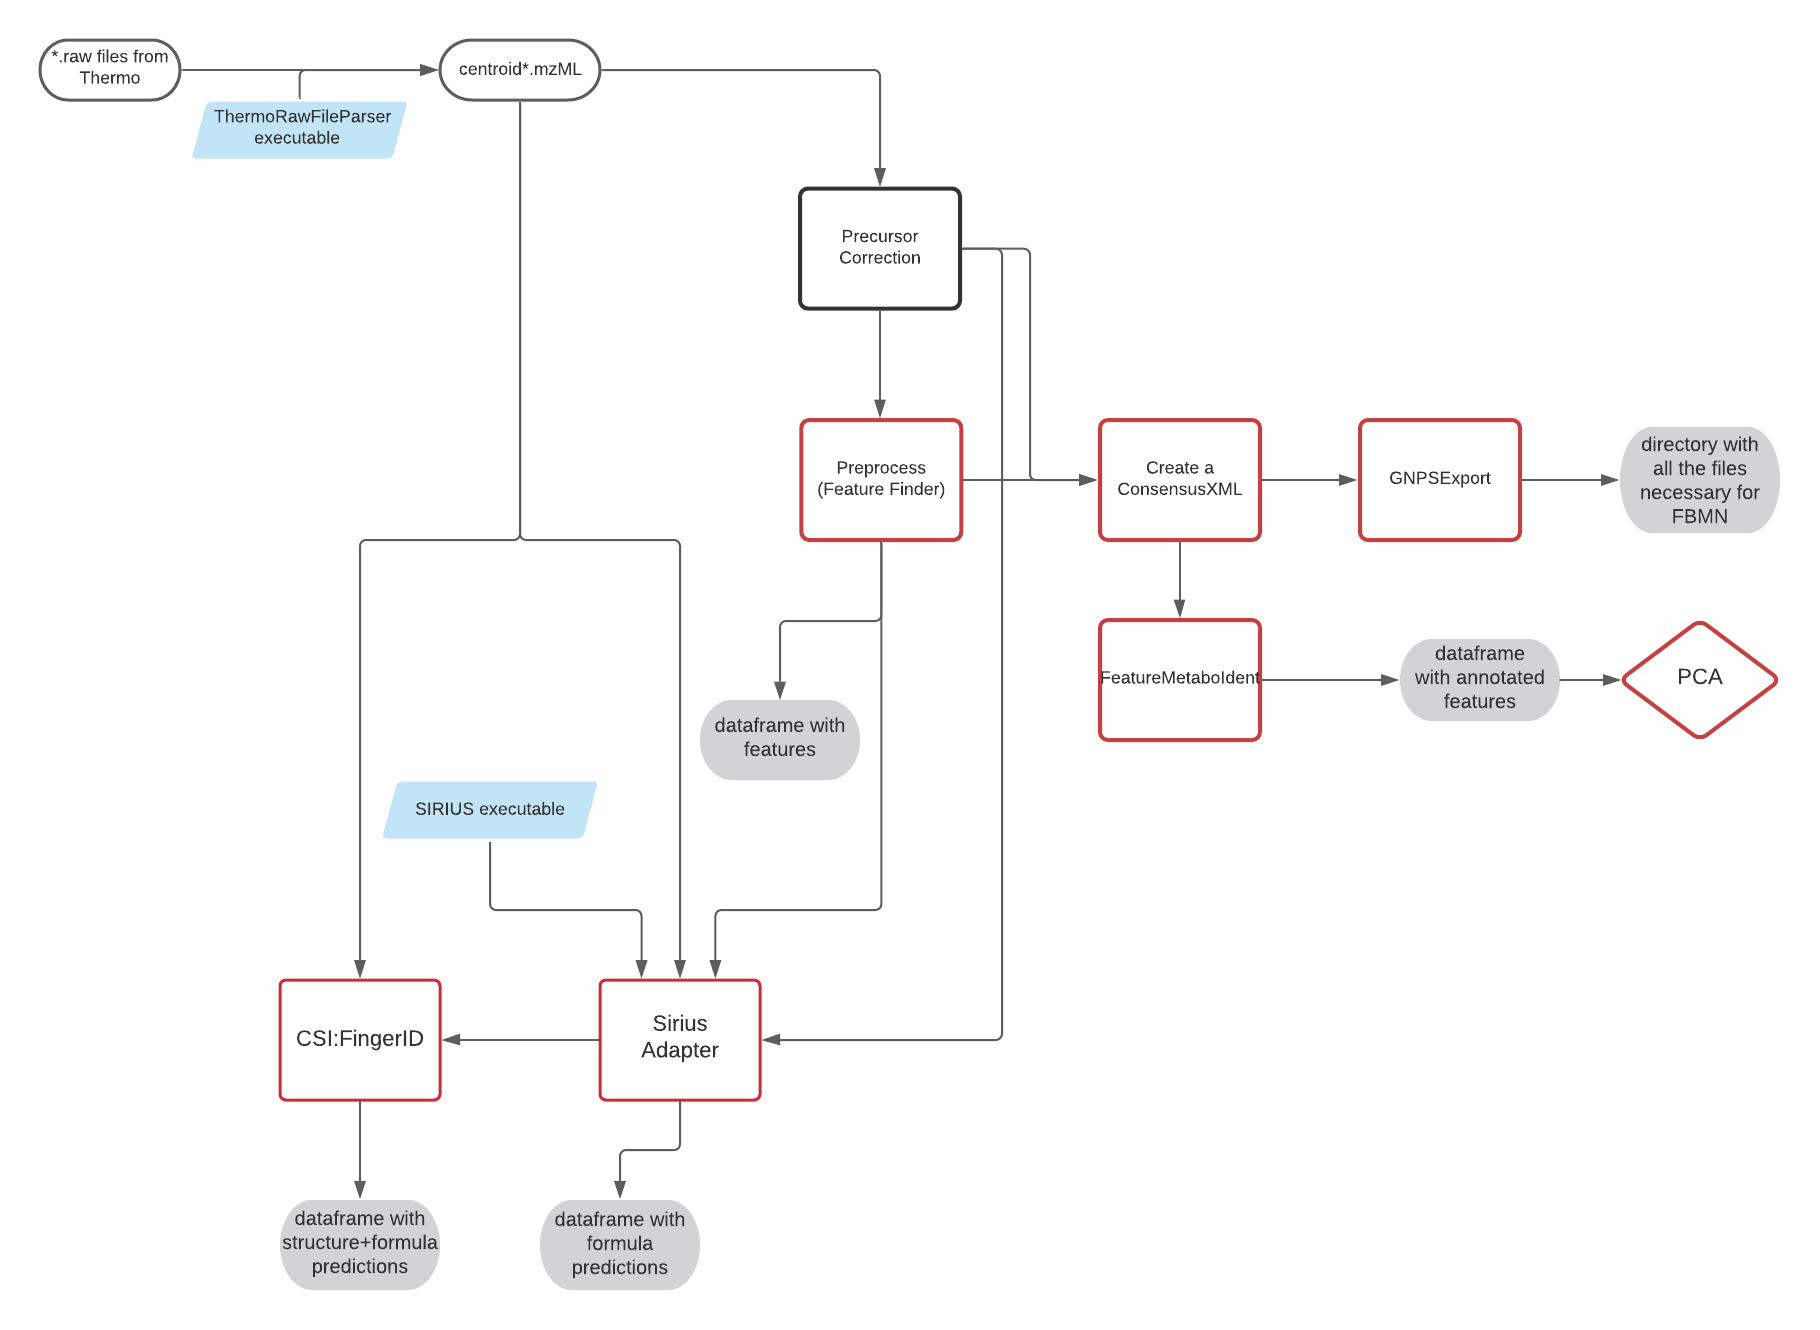 *.raw files from
Thermo
centroid*.mzML
ThermoRawFileParser
executable
Precursor
Correction
Preprocess
(Feature Finder)
Create a
ConsensusXML
GNPSExport
directory with
all the files
necessary for
FBMN
FeatureMetaboIdent
dataframe
with annotated
features
PCA
dataframe with
features
SIRIUS executable
CSI:FingerID
Sirius
Adapter
dataframe with
structure+formula
predictions
dataframe with
formula
predictions